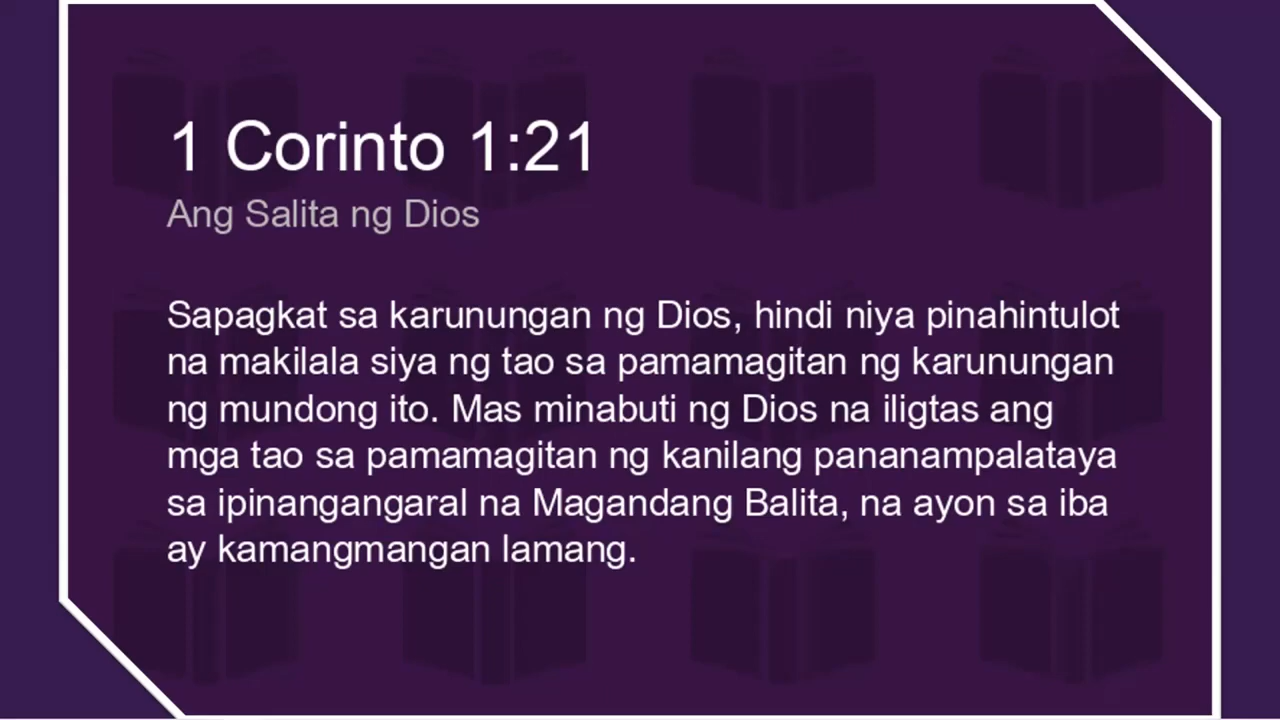 1 Corinto 1:21
Ang Salita ng Dios
Sapagkat sa karunungan ng Dios, hindi niya pinahintulot
na makilala siya ng tao sa pamamagitan ng karunungan
ng mundong ito. Mas minabuti ng Dios na iligtas ang
mga tao sa pamamagitan ng kanilang pananampalataya
sa ipinangangaral na Magandang Balita, na ayon sa iba
ay kamangmangan lamang.